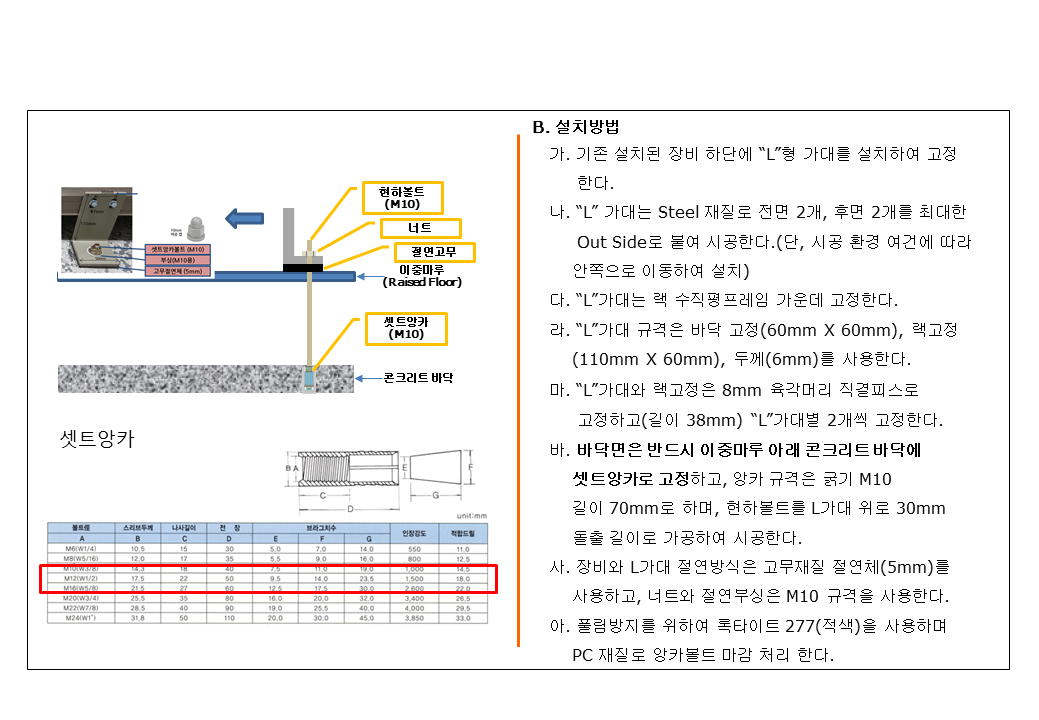 현하볼트
(M10)
너트
절연고무
이중마루
(Raised Floor)
셋트앙카볼트 (M10)
부싱(M10용)
고무절연체 (5mm)
셋트앙카
(M10)
콘크리트 바닥
셋트앙카
B A E F
C G
D
unit:mm
볼트經 스리브두께 나사길이 전 장 브라그치수 인장강도 적합드릴
A B C D E F G
M6(W1/4) 10,5 15 30 5,0 7,0 14,0 550 11,0
M8(W5/16) 12,0 17 35 5,5 9,0 16,0 800 12,5
M10(W3/8) 14,3 18 40 7,5 11,0 19,0 1,000 14,5
M12(W1/2) 17,5 22 50 9,5 14,0 23,5 1,500 18,0
M16(W5/8) 21,5 27 60 12,5 17,5 30,0 2,600 22,0
M20(W3/4) 25,5 35 80 16,0 20,0 32,0 3,400 26,5
M22(W7/8) 28,5 40 90 19,0 25,5 40,0 4,000 29,5
M24(W1") 31,8 50 110 20,0 30,0 45,0 3,850 33,0
B. 설치방법
가. 기존 설치된 장비 하단에 “L”형 가대를 설치하여 고정
한다.
나. “L” 가대는 Steel 재질로 전면 2개, 후면 2개를 최대한
Out Side로 붙여 시공한다.(단, 시공 환경 여건에 따라
안쪽으로 이동하여 설치)
다. “L”가대는 랙 수직평프레임 가운데 고정한다.
라. “L”가대 규격은 바닥 고정(60mm X 60mm), 랙고정
(110mm X 60mm), 두께(6mm)를 사용한다.
마. “L”가대와 랙고정은 8mm 육각머리 직결피스로
고정하고(길이 38mm) “L”가대별 2개씩 고정한다.
바. 바닥면은 반드시 이중마루 아래 콘크리트 바닥에
셋트앙카로 고정하고, 앙카 규격은 굵기 M10
길이 70mm로 하며, 현하볼트를 L가대 위로 30mm
돌출 길이로 가공하여 시공한다.
사. 장비와 L가대 절연방식은 고무재질 절연체(5mm)를
사용하고, 너트와 절연부싱은 M10 규격을 사용한다.
아. 풀림방지를 위하여 록타이트 277(적색)을 사용하며
PC 재질로 앙카볼트 마감 처리 한다.